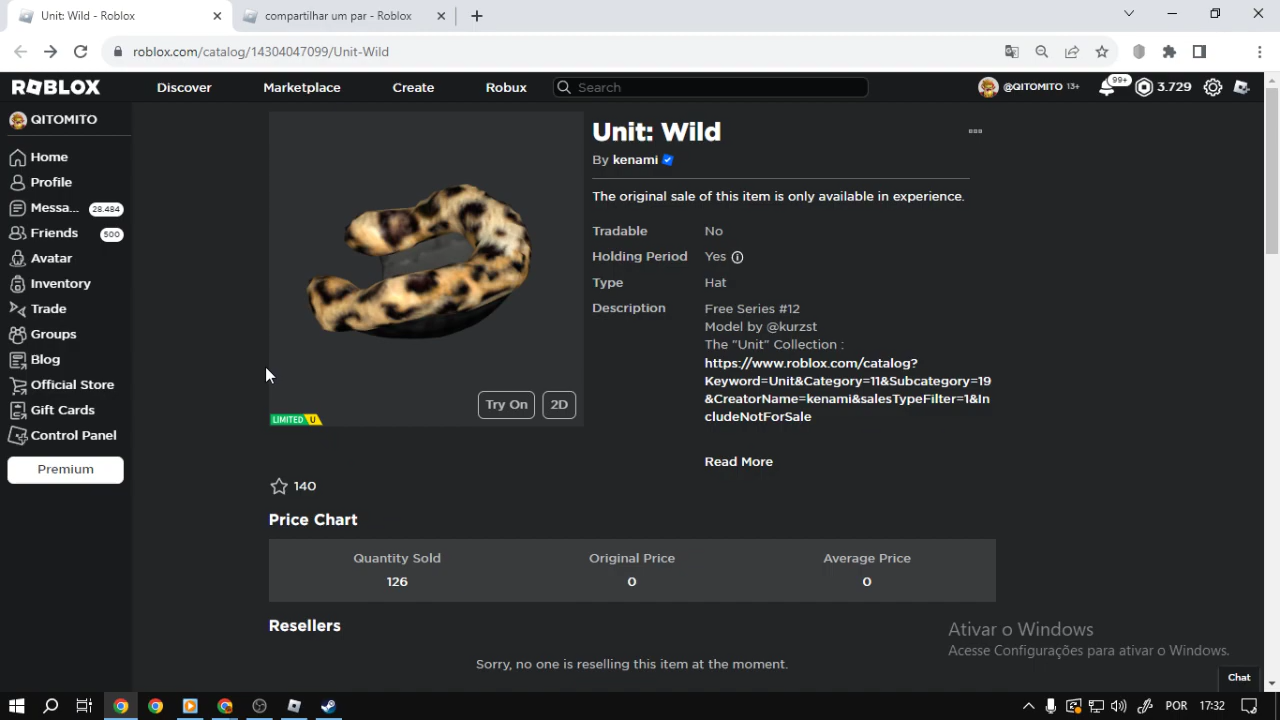 Unit: Wild - Roblox
compartilhar um par - Roblox
roblox.com/catalog/14304047099/Unit-Wild
ROBLOX
Discover
Marketplace
Create
Robux
Search
@QITOMITO 13+
99+
3.729
QITOMITO
Home
Profile
Messa... 28.484
Friends 500
Avatar
Inventory
Trade
Groups
Blog
Official Store
Gift Cards
Control Panel
Premium
Unit: Wild
By kenami
The original sale of this item is only available in experience.
Tradable No
Holding Period Yes
Type Hat
Description Free Series #12
Model by @kurzst
The "Unit" Collection :
https://www.roblox.com/catalog?
Keyword=Unit&Category=11&Subcategory=19
&CreatorName=kenami&salesTypeFilter=1&In
cludeNotForSale
Read More
Try On
2D
LIMITED U
140
Price Chart
Quantity Sold Original Price Average Price
126 0 0
Resellers
Sorry, no one is reselling this item at the moment.
Ativar o Windows
Acesse Configurações para ativar o Windows.
Chat
POR 17:32